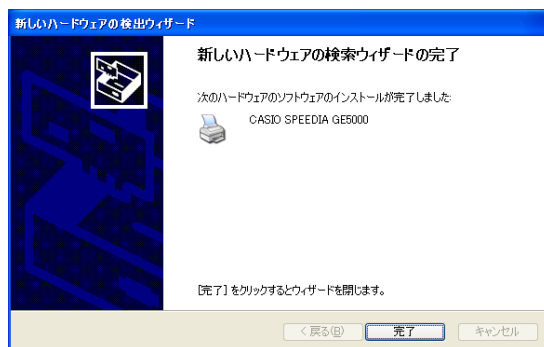 新しいハードウェアの検出ウィザード
新しいハードウェアの検索ウィザードの完了
次のハードウェアのソフトウェアのインストールが完了しました:
CASIO SPEEDIA GE5000
[完了] をクリックするとウィザードを閉じます。
< 戻る(B) 完了 キャンセル